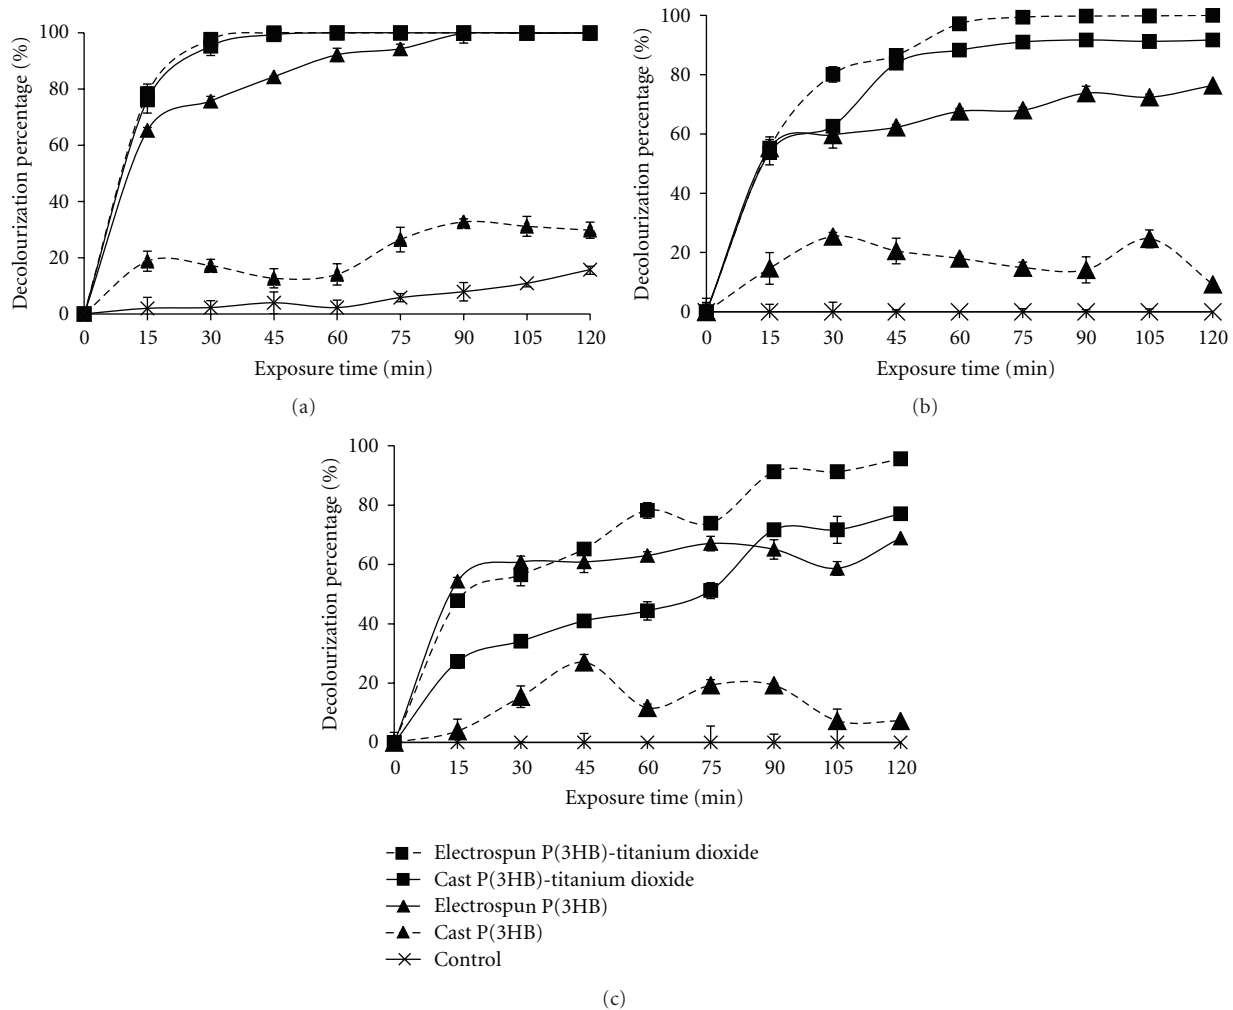 100
80
60
40
20
0
Decolourization percentage (%)
0 15 30 45 60 75 90 105 120
Exposure time (min)
(a)
100
80
60
40
20
0
Decolourization percentage (%)
0 15 30 45 60 75 90 105 120
Exposure time (min)
(b)
100
80
60
40
20
0
Decolourization percentage (%)
0 15 30 45 60 75 90 105 120
Exposure time (min)
Electrospun P(3HB)-titanium dioxide
Cast P(3HB)-titanium dioxide
Electrospun P(3HB)
Cast P(3HB)
Control
(c)